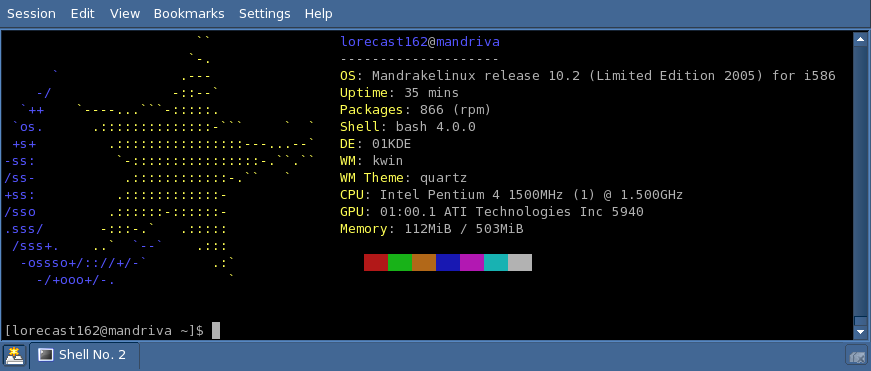 Session Edit View Bookmarks Settings Help
lorecast162@mandriva
--------------------
OS: Mandrakelinux release 10.2 (Limited Edition 2005) for i586
Uptime: 35 mins
Packages: 866 (rpm)
Shell: bash 4.0.0
DE: 01KDE
WM: kwin
WM Theme: quartz
CPU: Intel Pentium 4 1500MHz (1) @ 1.500GHz
GPU: 01:00.1 ATI Technologies Inc 5940
Memory: 112MiB / 503MiB
[lorecast162@mandriva ~]$
Shell No. 2